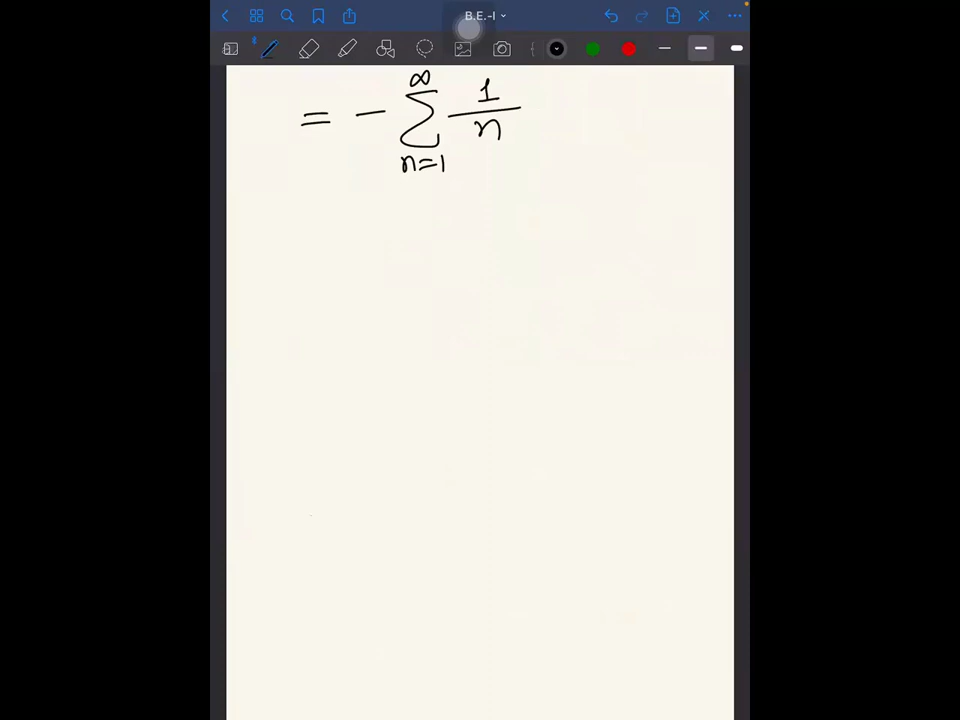 B.E.-I
= - ∑_{n=1}^{∞} 1/n